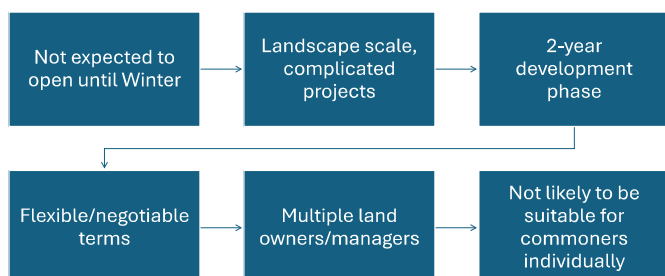 Not expected to
open until Winter
Landscape scale,
complicated
projects
2-year
development
phase
Flexible/negotiable
terms
Multiple land
owners/managers
Not likely to be
suitable for
commoners
individually